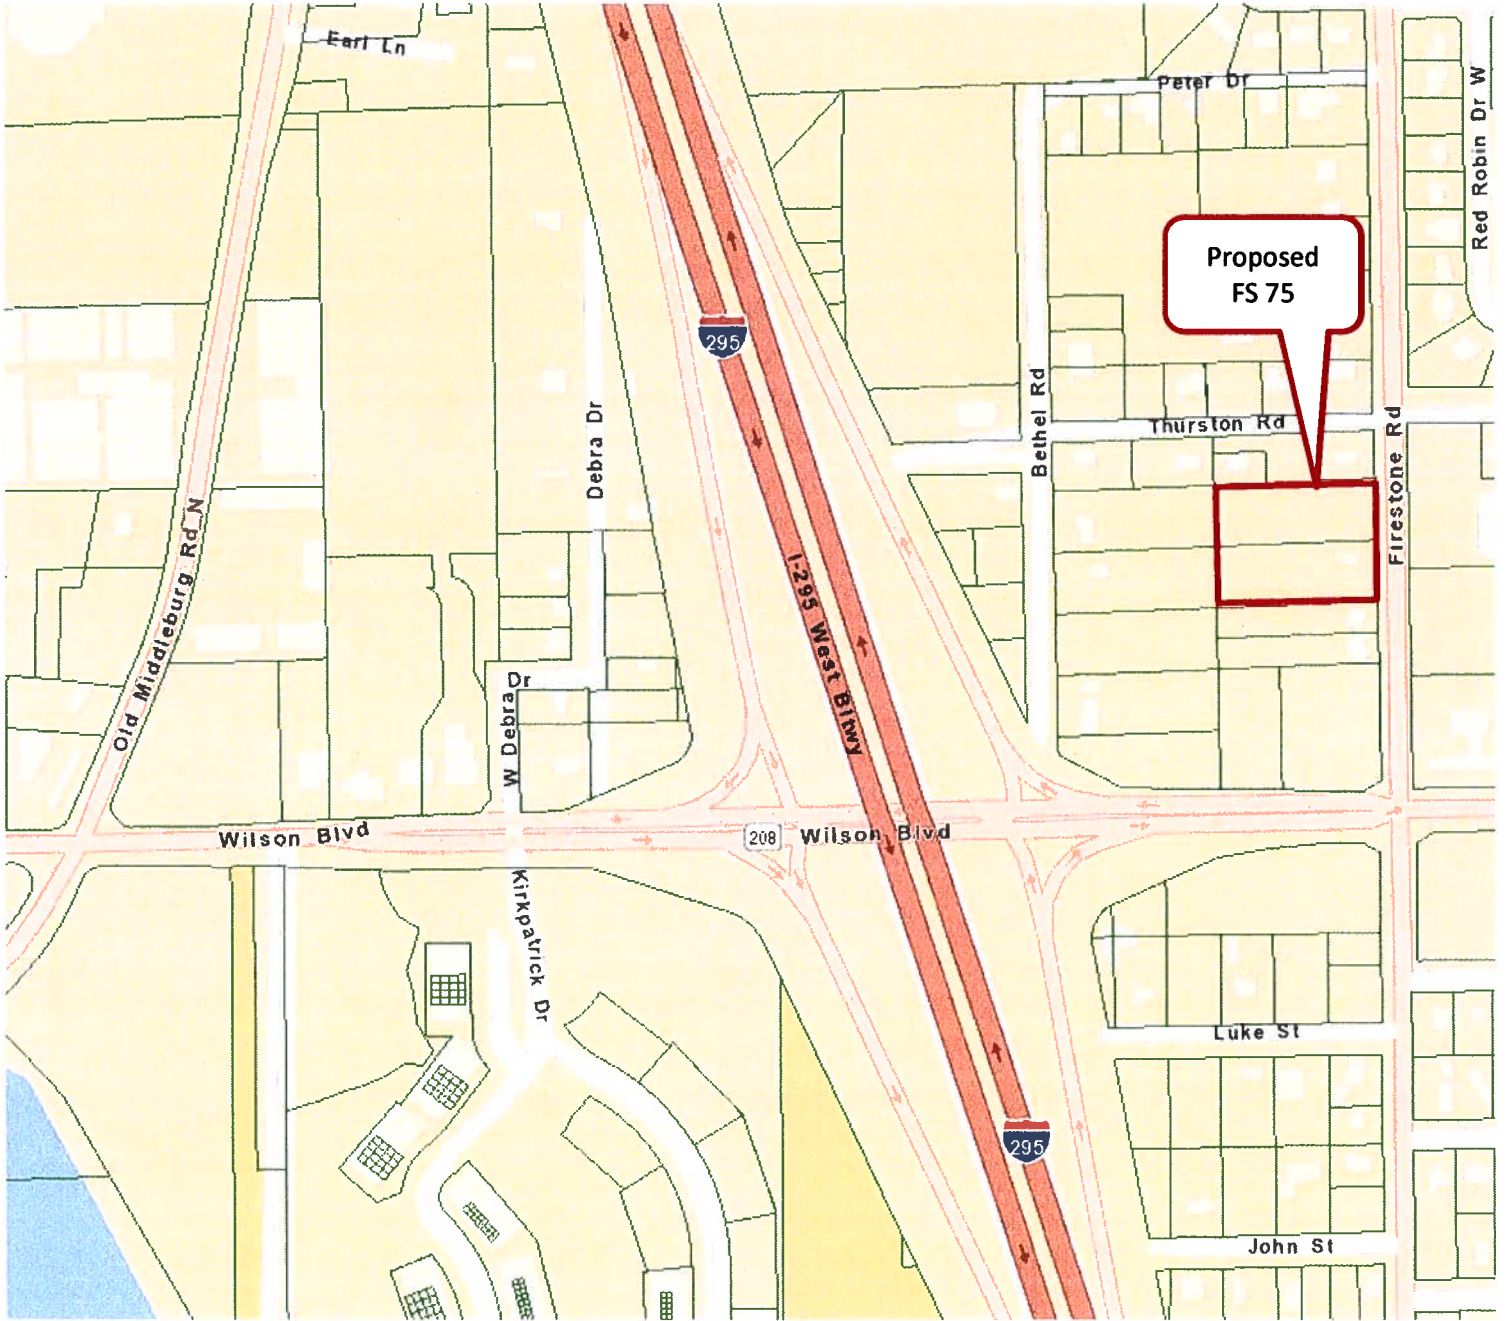 Earl Ln
Peter Dr
Red Robin Dr W
Proposed
FS 75
295
Bethel Rd
Thurston Rd
Firestone Rd
Debra Dr
Old Middleburg Rd N
I-295 West Bltwy
W Debra Dr
Wilson Blvd
208
Wilson Blvd
Kirkpatrick Dr
Luke St
295
John St